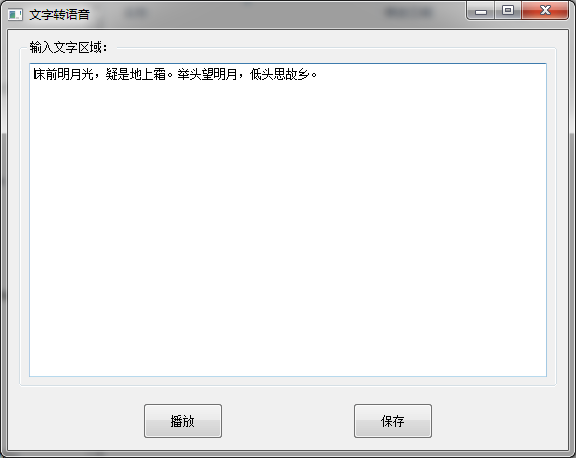 文字转语音
输入文字区域：
床前明月光，疑是地上霜。举头望明月，低头思故乡。
播放
保存